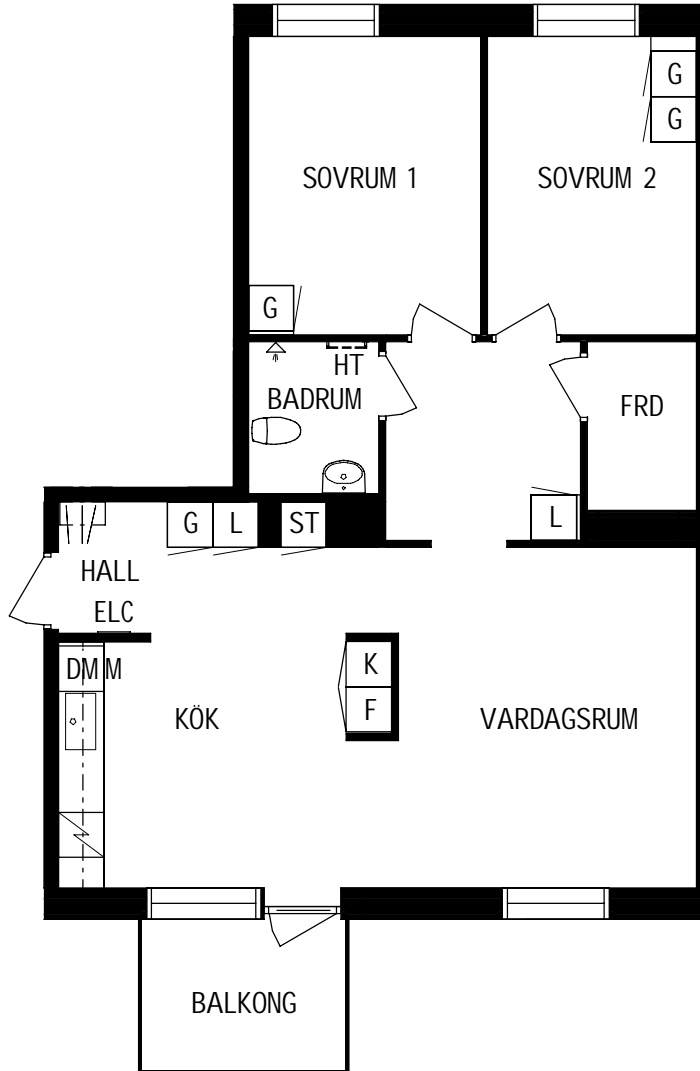 G
G
SOVRUM 1
SOVRUM 2
G
HT
BADRUM
FRD
G
L
ST
L
HALL
ELC
DM M
K
F
KÖK
VARDAGSRUM
BALKONG